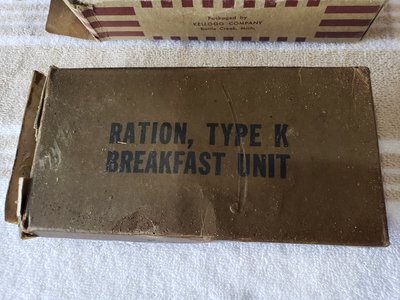 Packaged by
KELLOGG COMPANY
Battle Creek, Mich.
RATION, TYPE K
BREAKFAST UNIT